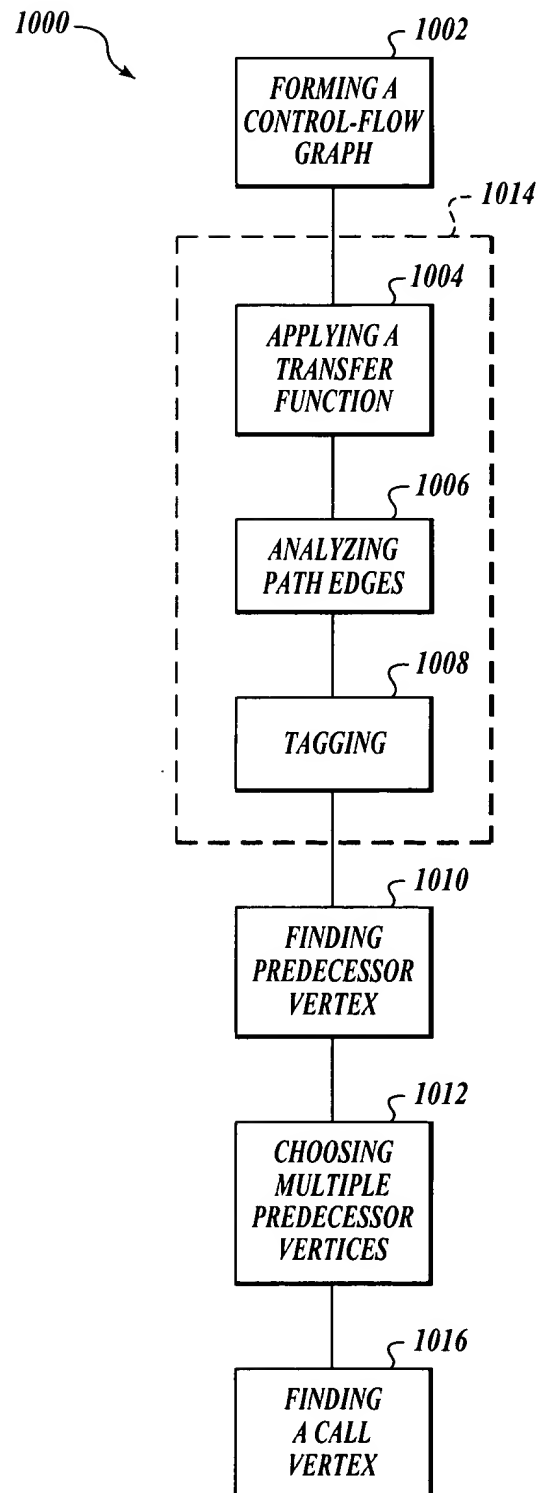 1000
1002
FORMING A
CONTROL-FLOW
GRAPH
1014
1004
APPLYING A
TRANSFER
FUNCTION
1006
ANALYZING
PATH EDGES
1008
TAGGING
1010
FINDING
PREDECESSOR
VERTEX
1012
CHOOSING
MULTIPLE
PREDECESSOR
VERTICES
1016
FINDING
A CALL
VERTEX